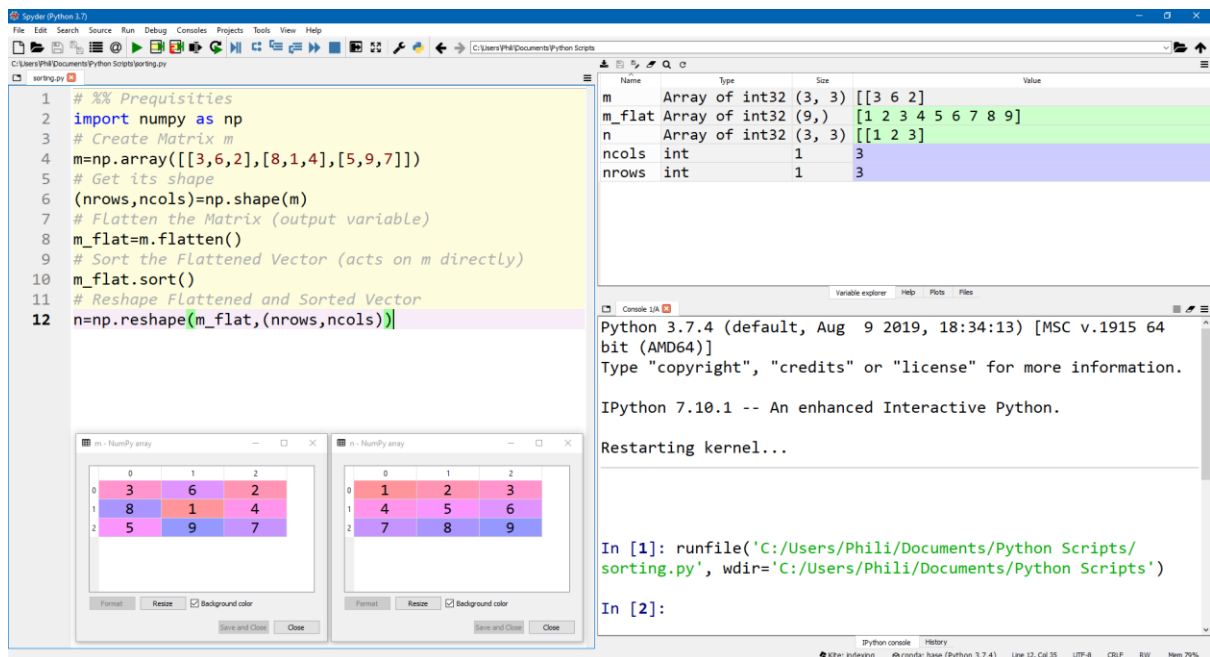 Spyder (Python 3.7)
File Edit Search Source Run Debug Consoles Projects Tools View Help
C:\Users\Phili\Documents\Python Scripts
C:\Users\Phili\Documents\Python Scripts\sorting.py
sorting.py
1 # %% Prequisities
2 import numpy as np
3 # Create Matrix m
4 m=np.array([[3,6,2],[8,1,4],[5,9,7]])
5 # Get its shape
6 (nrows,ncols)=np.shape(m)
7 # Flatten the Matrix (output variable)
8 m_flat=m.flatten()
9 # Sort the Flattened Vector (acts on m directly)
10 m_flat.sort()
11 # Reshape Flattened and Sorted Vector
12 n=np.reshape(m_flat,(nrows,ncols))
m - NumPy array
0 1 2
0 3 6 2
1 8 1 4
2 5 9 7
Format Resize Background color
Save and Close Close
n - NumPy array
0 1 2
0 1 2 3
1 4 5 6
2 7 8 9
Format Resize Background color
Save and Close Close
Name Type Size Value
m Array of int32 (3, 3) [[3 6 2]
m_flat Array of int32 (9,) [1 2 3 4 5 6 7 8 9]
n Array of int32 (3, 3) [[1 2 3]
ncols int 1 3
nrows int 1 3
Variable explorer Help Plots Files
Console 1/A
Python 3.7.4 (default, Aug 9 2019, 18:34:13) [MSC v.1915 64
bit (AMD64)]
Type "copyright", "credits" or "license" for more information.
IPython 7.10.1 -- An enhanced Interactive Python.
Restarting kernel...
In [1]: runfile('C:/Users/Phili/Documents/Python Scripts/
sorting.py', wdir='C:/Users/Phili/Documents/Python Scripts')
In [2]:
IPython console History
Kite: indexing conda: base (Python 3.7.4) Line 12, Col 35 UTF-8 CRLF RW Mem 79%